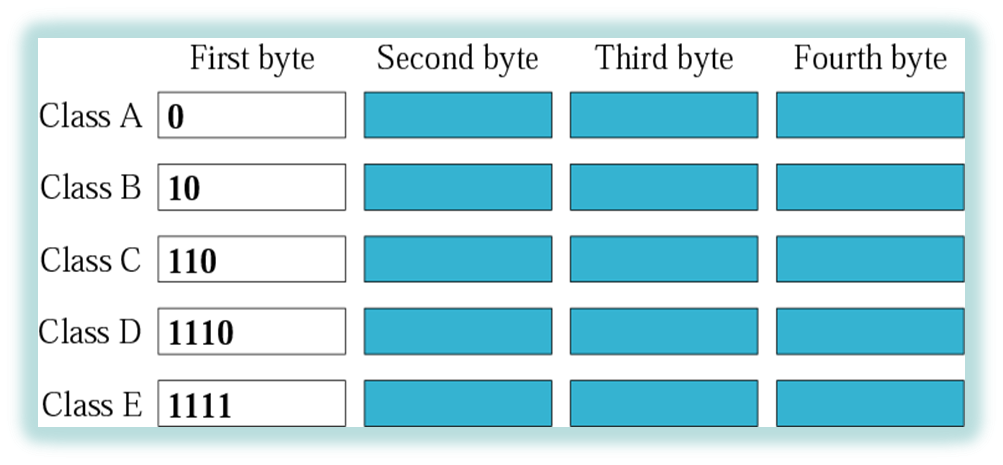 First byte Second byte Third byte Fourth byte
Class A 0
Class B 10
Class C 110
Class D 1110
Class E 1111